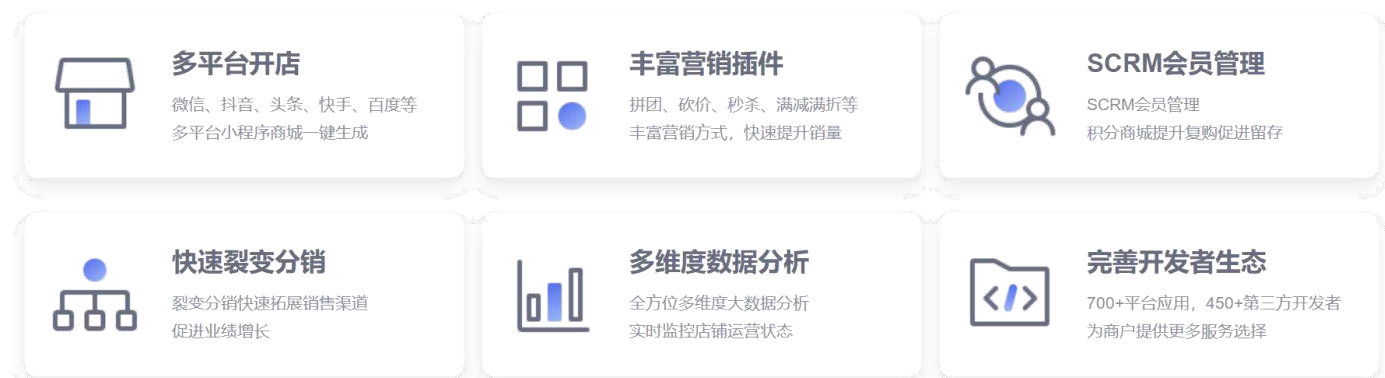 多平台开店
微信、抖音、头条、快手、百度等
多平台小程序商城一键生成
丰富营销插件
拼团、砍价、秒杀、满减满折等
丰富营销方式，快速提升销量
SCRM会员管理
SCRM会员管理
积分商城提升复购促进留存
快速裂变分销
裂变分销快速拓展销售渠道
促进业绩增长
多维度数据分析
全方位多维度大数据分析
实时监控店铺运营状态
完善开发者生态
700+平台应用，450+第三方开发者
为商户提供更多服务选择